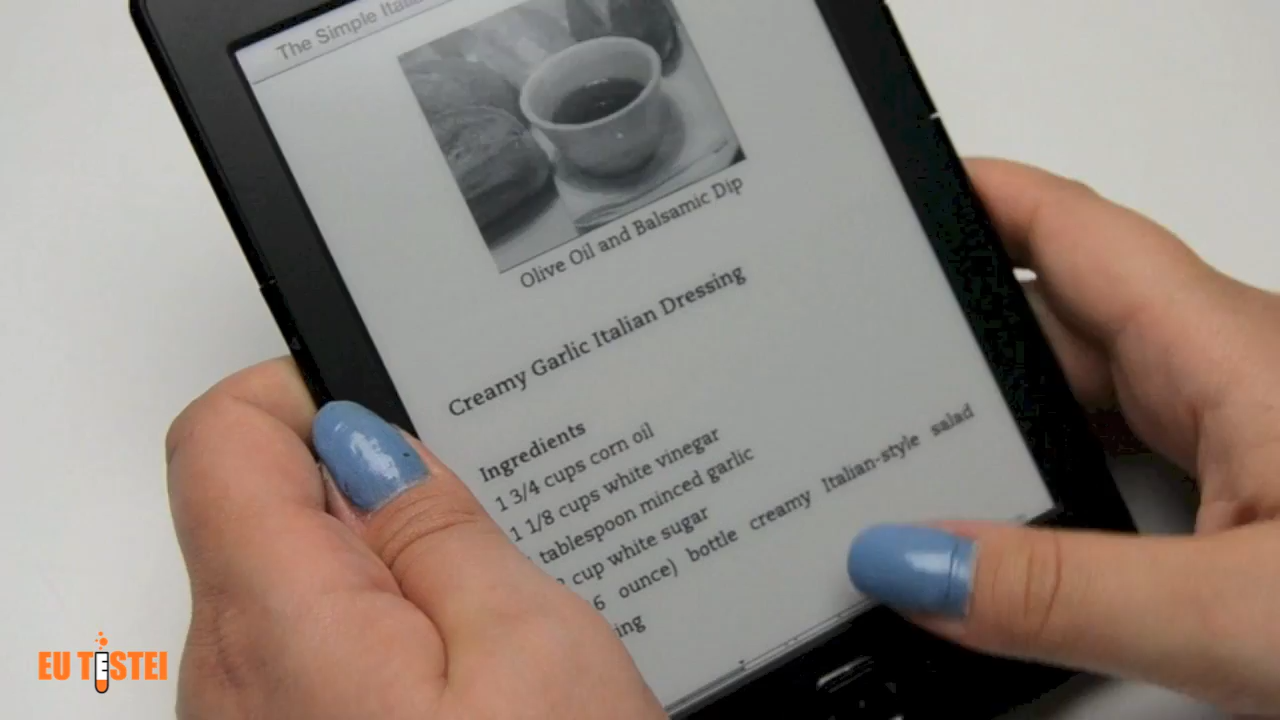 The Simple
Olive Oil and Balsamic Dip
Creamy Garlic Italian Dressing
Ingredients
1 3/4 cups corn oil
1 1/8 cups white vinegar
tablespoon minced garlic
cup white sugar
6 ounce) bottle creamy Italian-style salad
ing
EU TESTEI